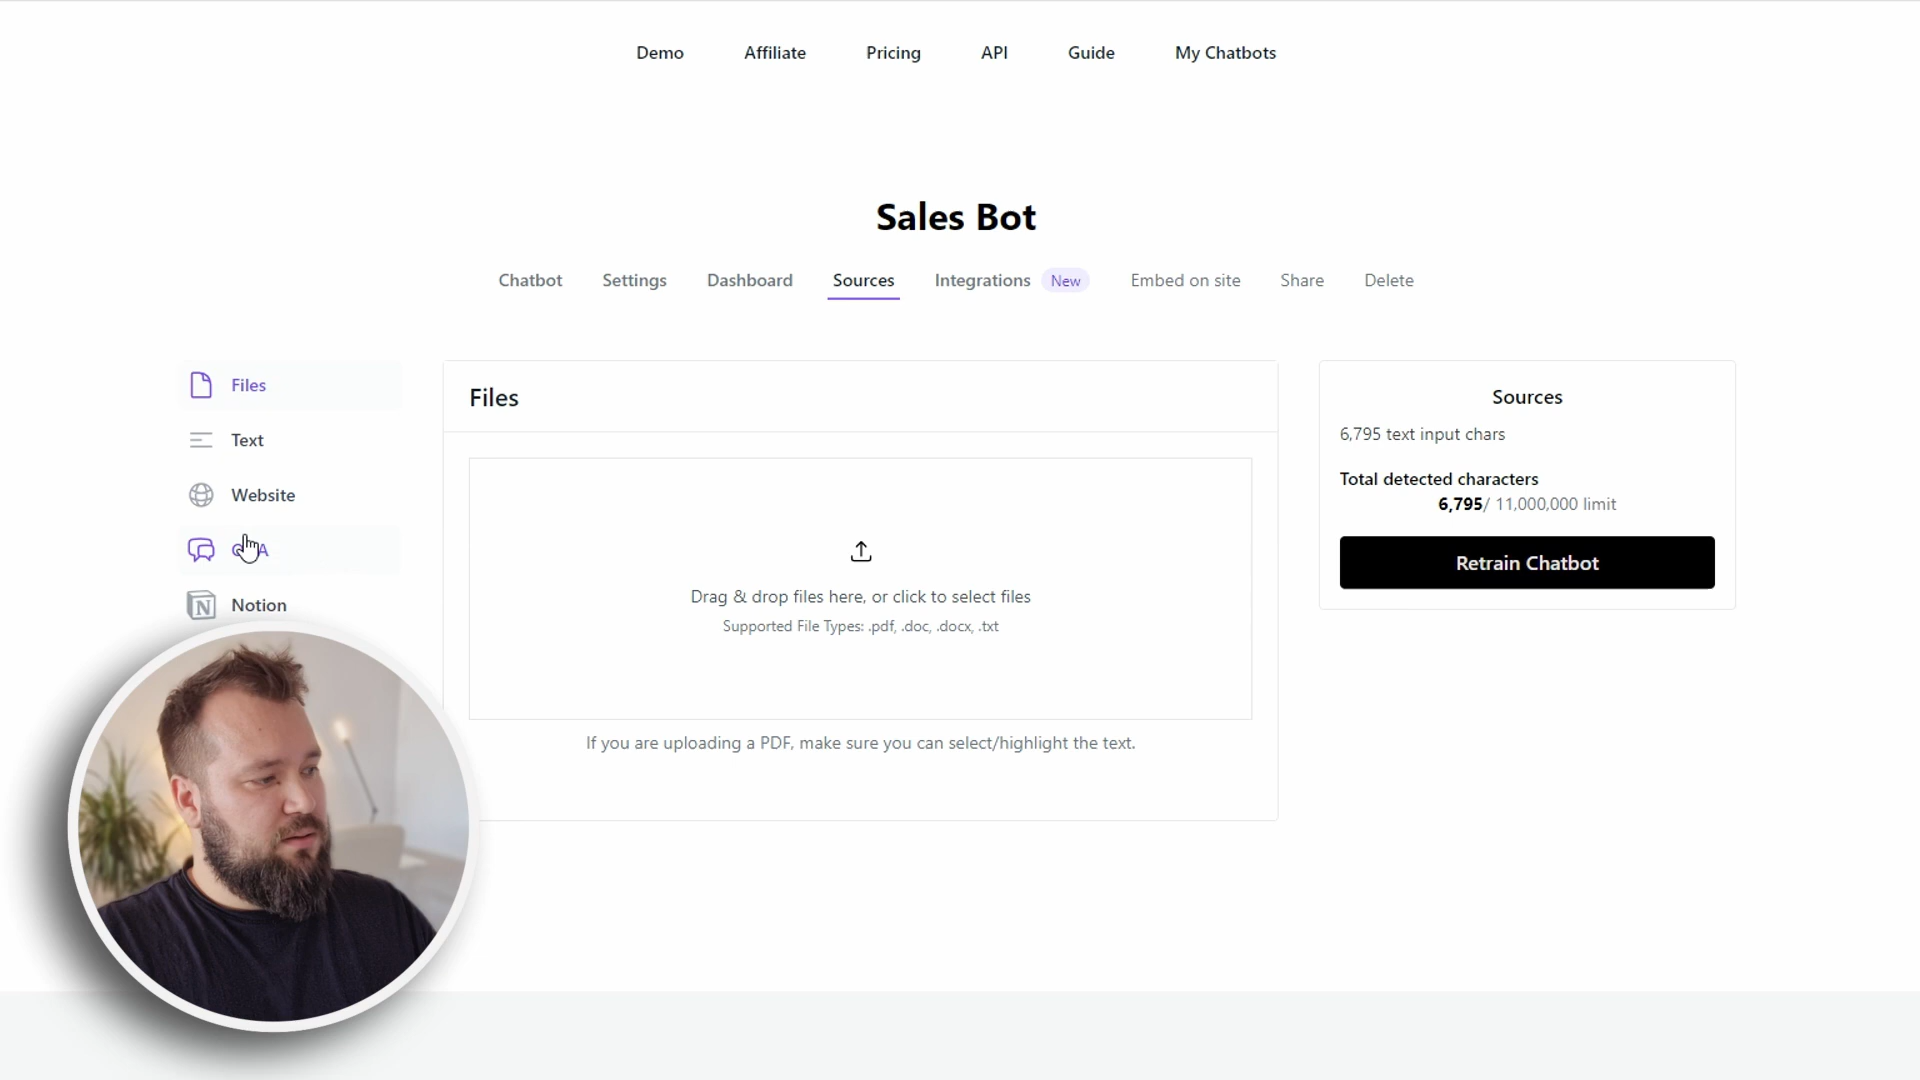 Demo Affiliate Pricing API Guide My Chatbots
Sales Bot
Chatbot Settings Dashboard Sources Integrations New Embed on site Share Delete
Files
Text
Website
Notion
Files
Drag & drop files here, or click to select files
Supported File Types: .pdf, .doc, .docx, .txt
If you are uploading a PDF, make sure you can select/highlight the text.
Sources
6,795 text input chars
Total detected characters
6,795/ 11,000,000 limit
Retrain Chatbot